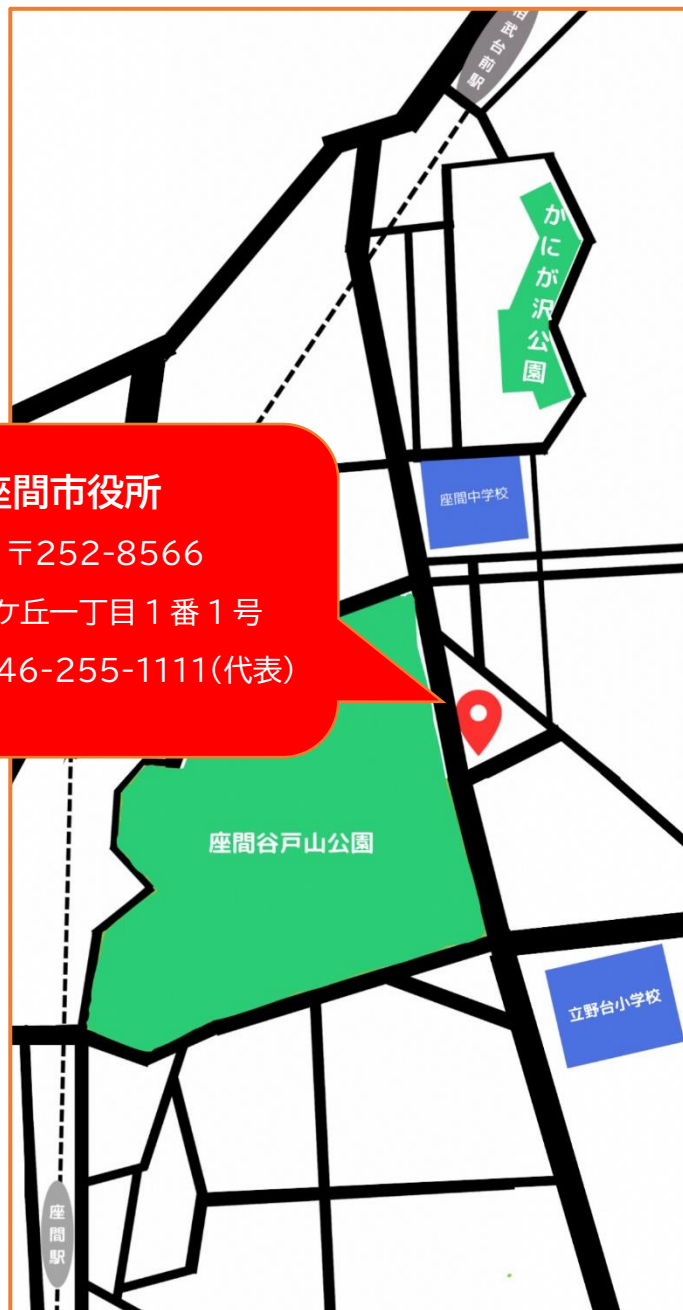 相武台前駅
かにが沢公園
座間中学校
座間市役所
〒252-8566
ケ丘一丁目1番1号
46-255-1111(代表)
座間谷戸山公園
立野台小学校
座間駅